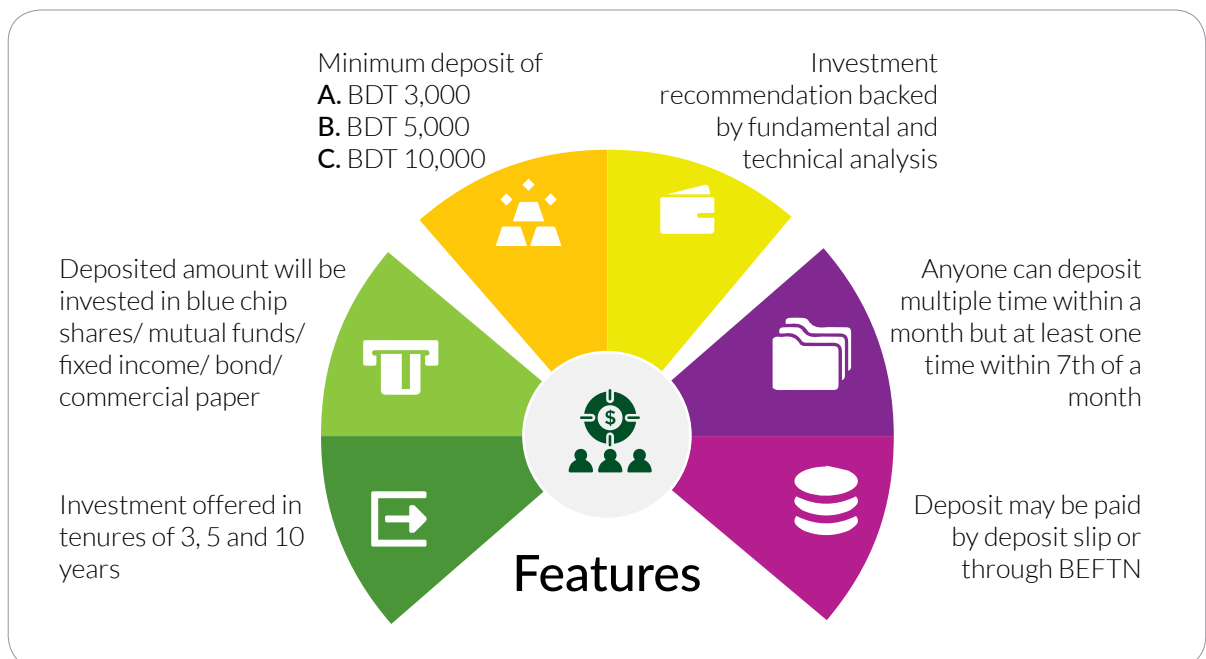 Minimum deposit of
A. BDT 3,000
B. BDT 5,000
C. BDT 10,000
Investment
recommendation backed
by fundamental and
technical analysis
Deposited amount will be
invested in blue chip
shares/ mutual funds/
fixed income/ bond/
commercial paper
Anyone can deposit
multiple time within a
month but at least one
time within 7th of a
month
Investment offered in
tenures of 3, 5 and 10
years
Deposit may be paid
by deposit slip or
through BEFTN
$
Features